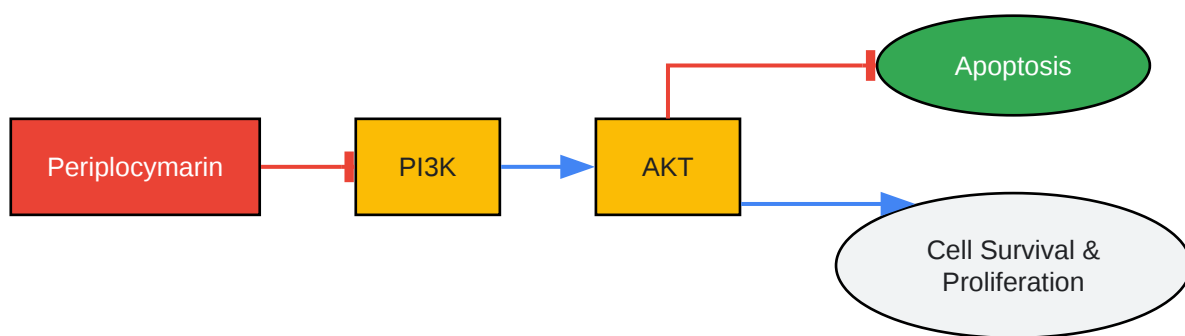 Apoptosis
Periplocymarin
PI3K
AKT
Cell Survival &
Proliferation